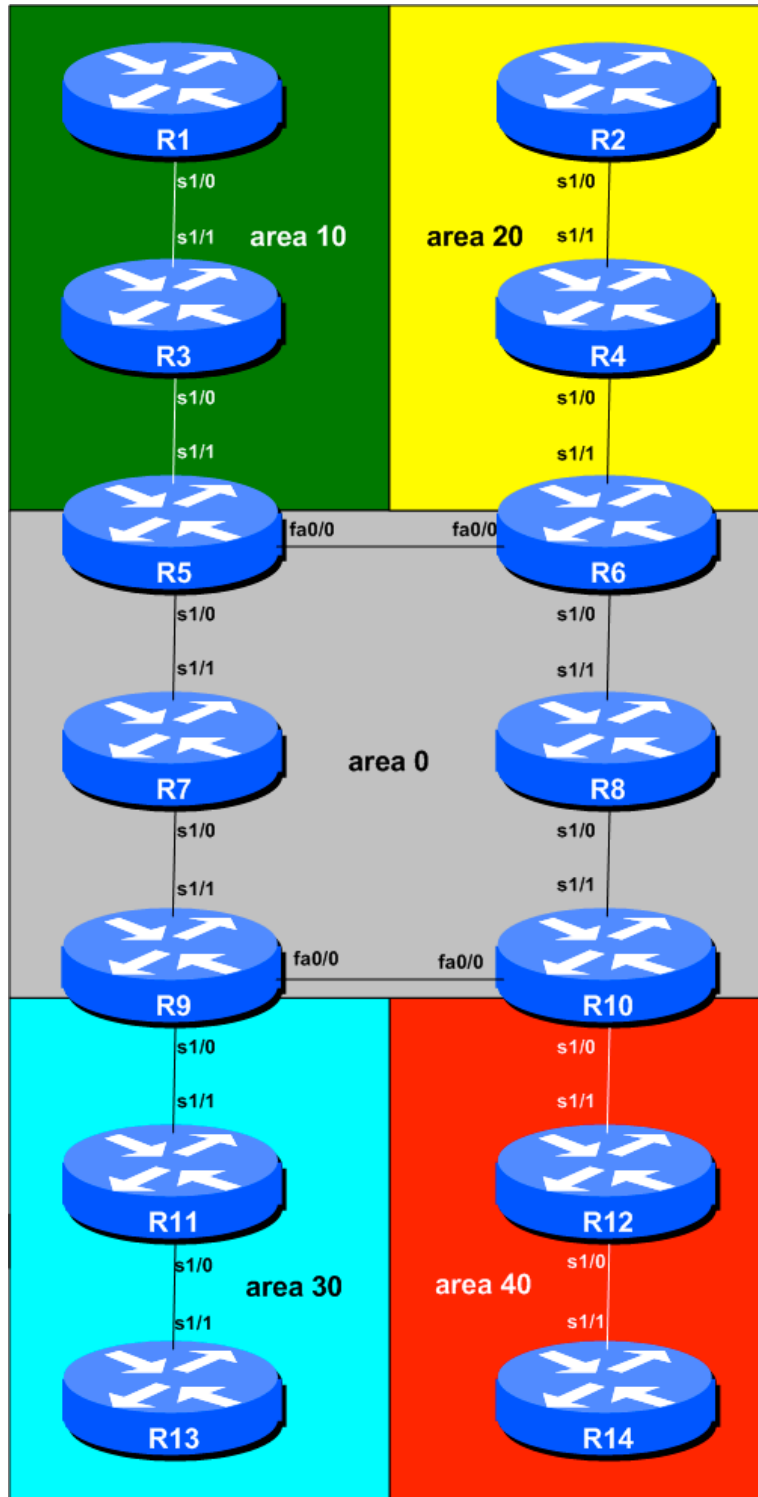 R1 R2
s1/0 s1/0
s1/1 area 10 area 20 s1/1
R3 R4
s1/0 s1/0
s1/1 s1/1
fa0/0 fa0/0
R5 R6
s1/0 s1/0
s1/1 s1/1
area 0
R7 R8
s1/0 s1/0
s1/1 s1/1
fa0/0 fa0/0
R9 R10
s1/0 s1/0
s1/1 s1/1
R11 R12
s1/0 s1/0
area 30 area 40
s1/1 s1/1
R13 R14